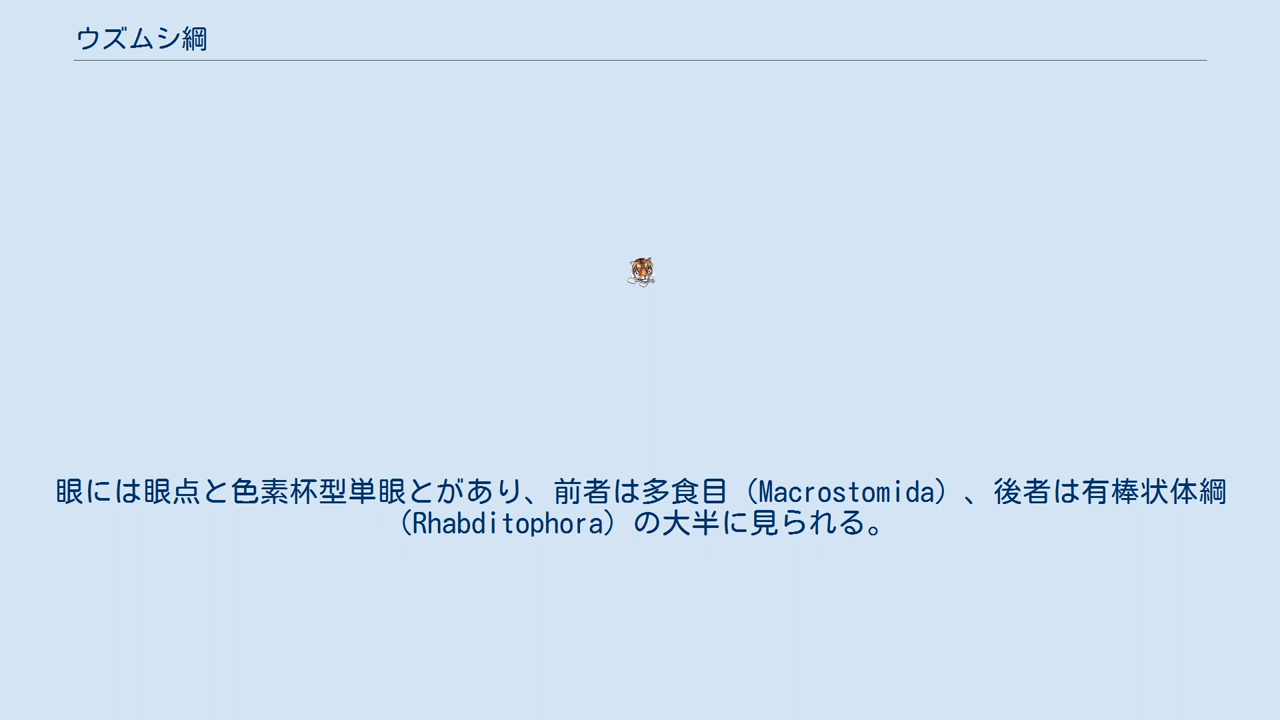 ウズムシ綱
眼には眼点と色素杯型単眼とがあり、前者は多食目（Macrostomida）、後者は有棒状体綱
（Rhabditophora）の大半に見られる。